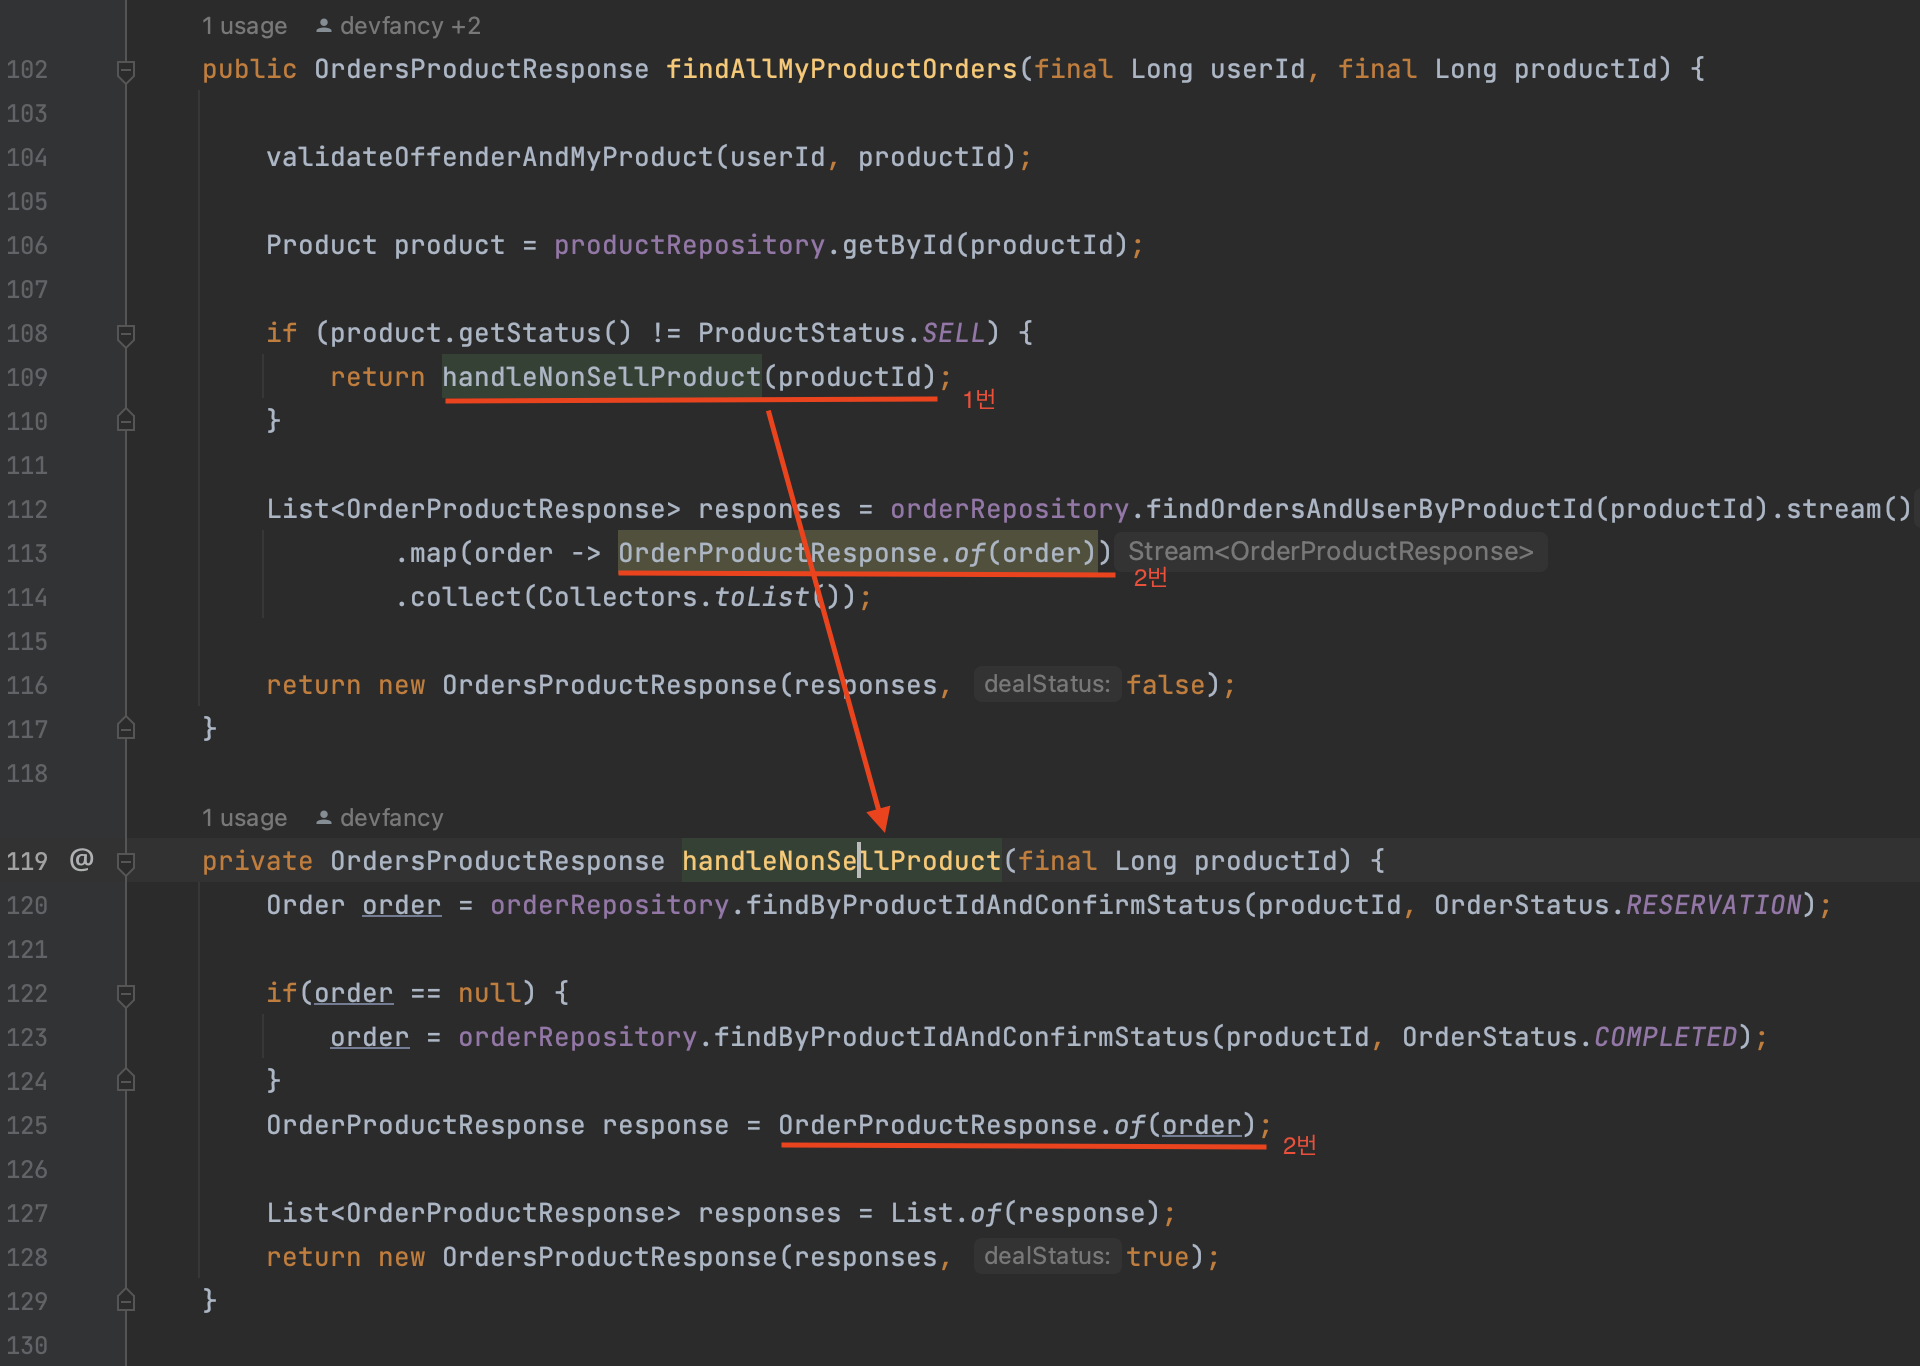 1 usage devfancy +2
102 public OrdersProductResponse findAllMyProductOrders(final Long userId, final Long productId) {
103
104 validateOffenderAndMyProduct(userId, productId);
105
106 Product product = productRepository.getById(productId);
107
108 if (product.getStatus() != ProductStatus.SELL) {
109 return handleNonSellProduct(productId); 1번
110 }
111
112 List<OrderProductResponse> responses = orderRepository.findOrdersAndUserByProductId(productId).stream()
113 .map(order -> OrderProductResponse.of(order)) Stream<OrderProductResponse> 2번
114 .collect(Collectors.toList());
115
116 return new OrdersProductResponse(responses, dealStatus: false);
117 }
118
1 usage devfancy
119 @ private OrdersProductResponse handleNonSellProduct(final Long productId) {
120 Order order = orderRepository.findByProductIdAndConfirmStatus(productId, OrderStatus.RESERVATION);
121
122 if(order == null) {
123 order = orderRepository.findByProductIdAndConfirmStatus(productId, OrderStatus.COMPLETED);
124 }
125 OrderProductResponse response = OrderProductResponse.of(order); 2번
126
127 List<OrderProductResponse> responses = List.of(response);
128 return new OrdersProductResponse(responses, dealStatus: true);
129 }
130